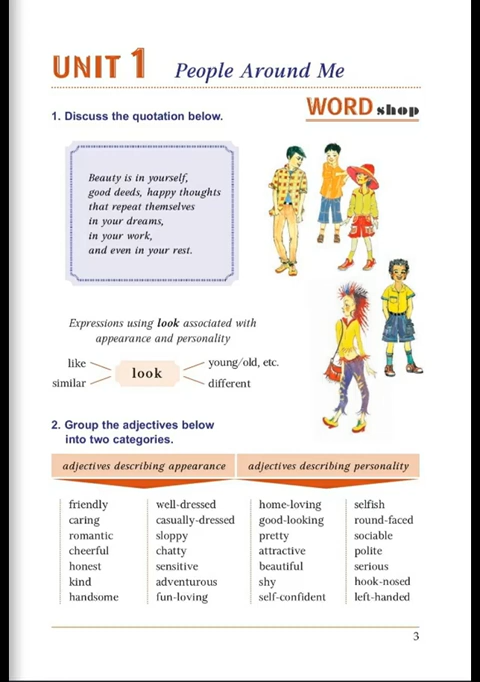 UNIT 1 People Around Me
WORD shop
1. Discuss the quotation below.
Beauty is in yourself,
good deeds, happy thoughts
that repeat themselves
in your dreams,
in your work,
and even in your rest.
Expressions using look associated with
appearance and personality
like
similar
look
young/old, etc.
different
2. Group the adjectives below
into two categories.
adjectives describing appearance
adjectives describing personality
friendly well-dressed home-loving selfish
caring casually-dressed good-looking round-faced
romantic sloppy pretty sociable
cheerful chatty attractive polite
honest sensitive beautiful serious
kind adventurous shy hook-nosed
handsome fun-loving self-confident left-handed
3